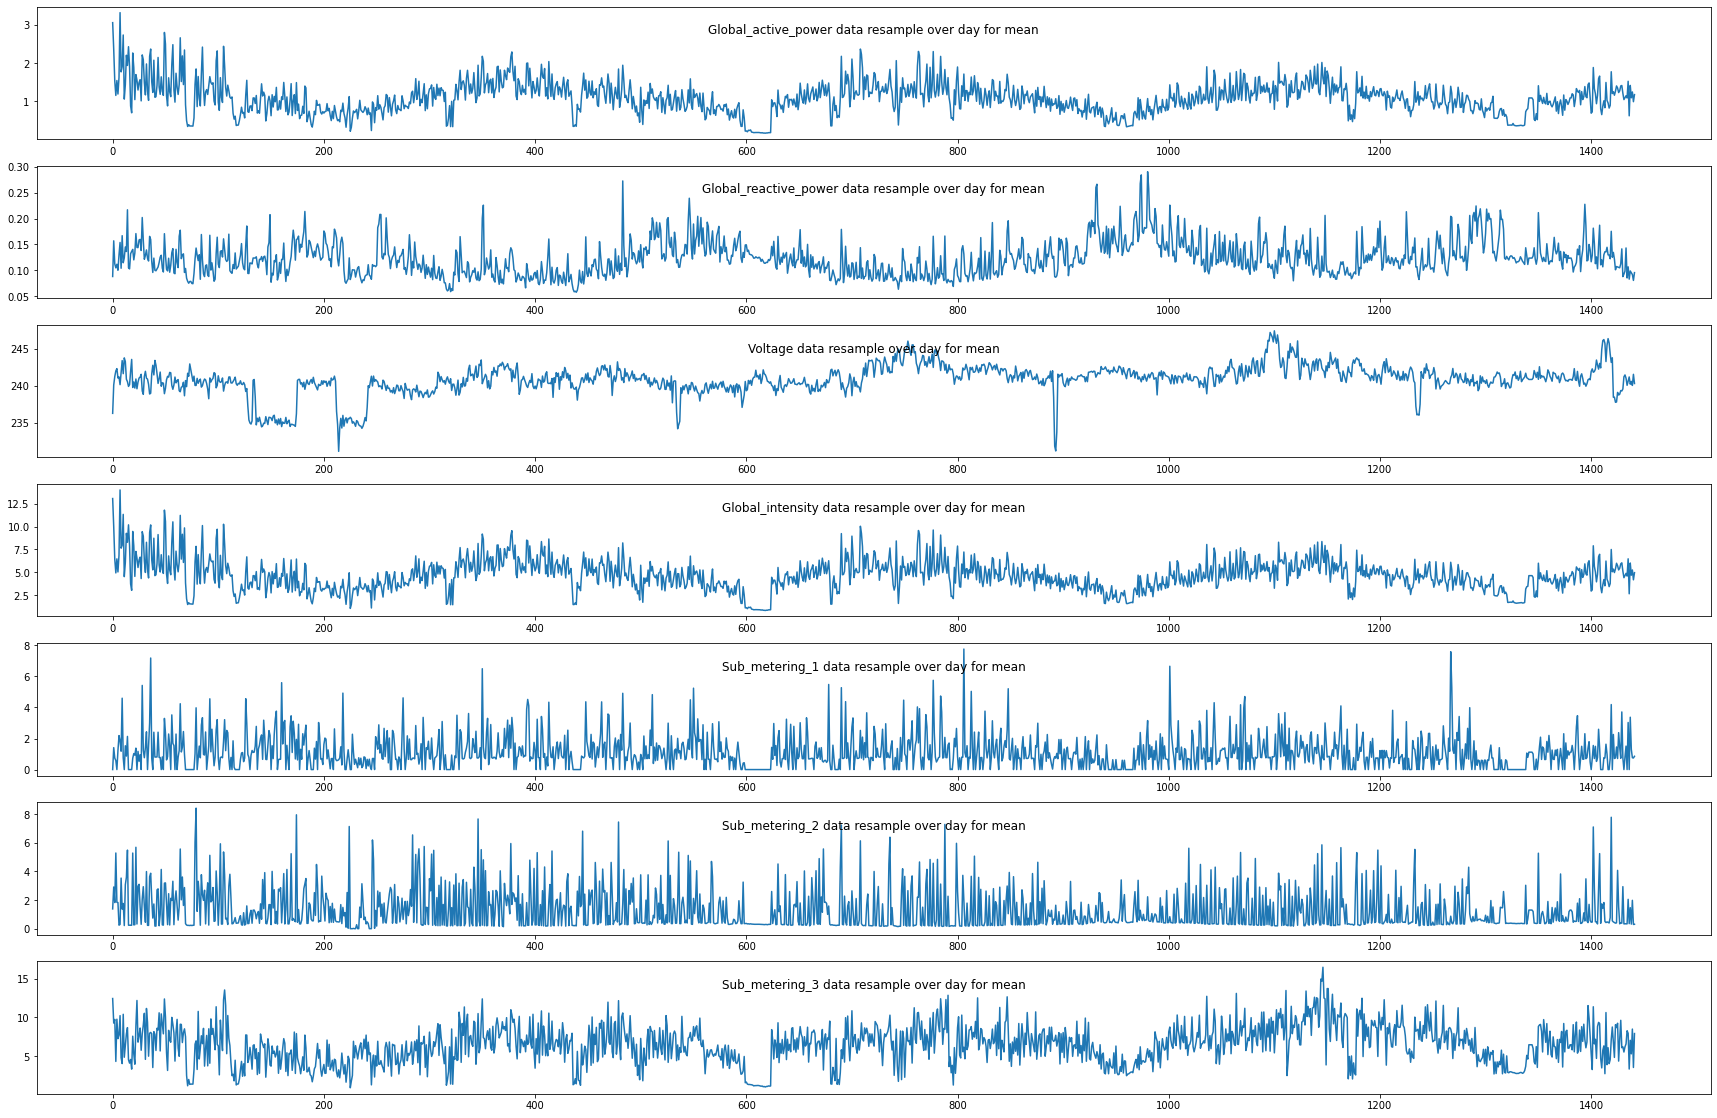 Global_active_power data resample over day for mean
3
2
1
0 200 400 600 800 1000 1200 1400
Global_reactive_power data resample over day for mean
0.30
0.25
0.20
0.15
0.10
0.05
0 200 400 600 800 1000 1200 1400
Voltage data resample over day for mean
245
240
235
0 200 400 600 800 1000 1200 1400
Global_intensity data resample over day for mean
12.5
10.0
7.5
5.0
2.5
0 200 400 600 800 1000 1200 1400
Sub_metering_1 data resample over day for mean
8
6
4
2
0
0 200 400 600 800 1000 1200 1400
Sub_metering_2 data resample over day for mean
8
6
4
2
0
0 200 400 600 800 1000 1200 1400
Sub_metering_3 data resample over day for mean
15
10
5
0 200 400 600 800 1000 1200 1400